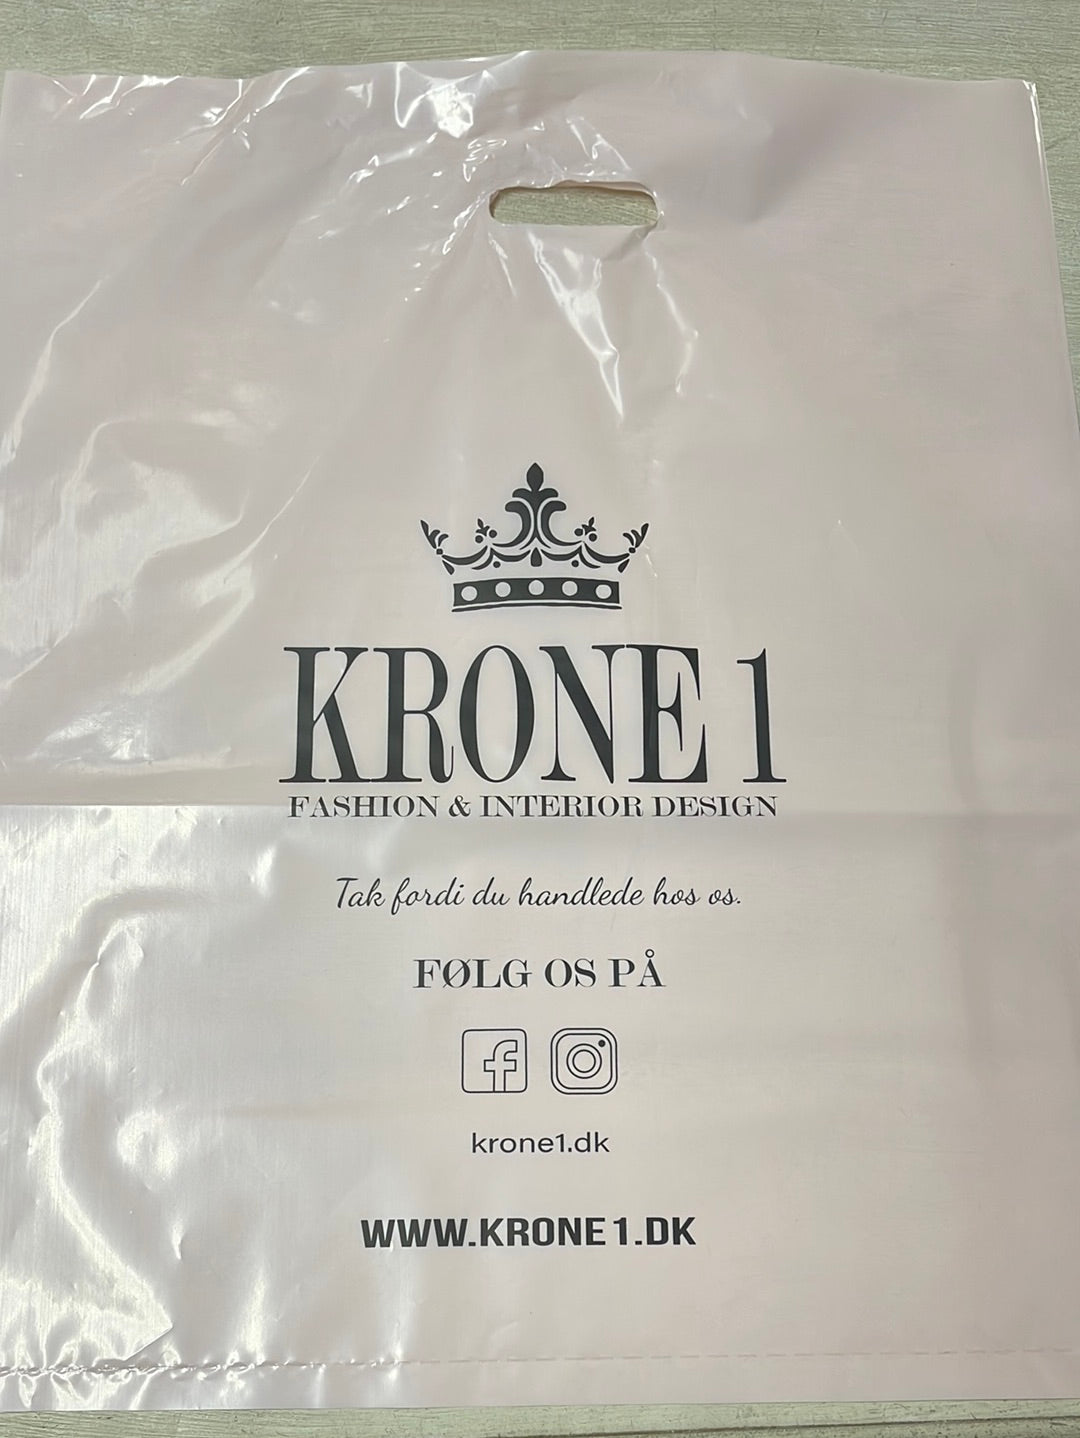 KRONE 1
FASHION & INTERIOR DESIGN
Tak fordi du handlede hos os.
FØLG OS PÅ
krone1.dk
WWW.KRONE1.DK